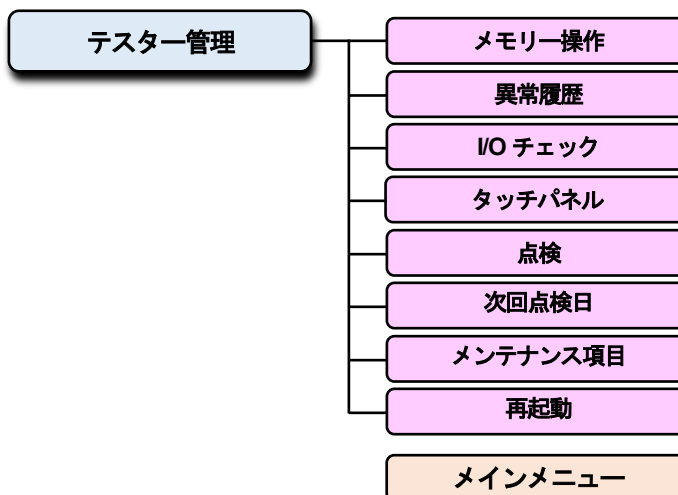 テスター管理
メモリー操作
異常履歴
I/O チェック
タッチパネル
点検
次回点検日
メンテナンス項目
再起動
メインメニュー